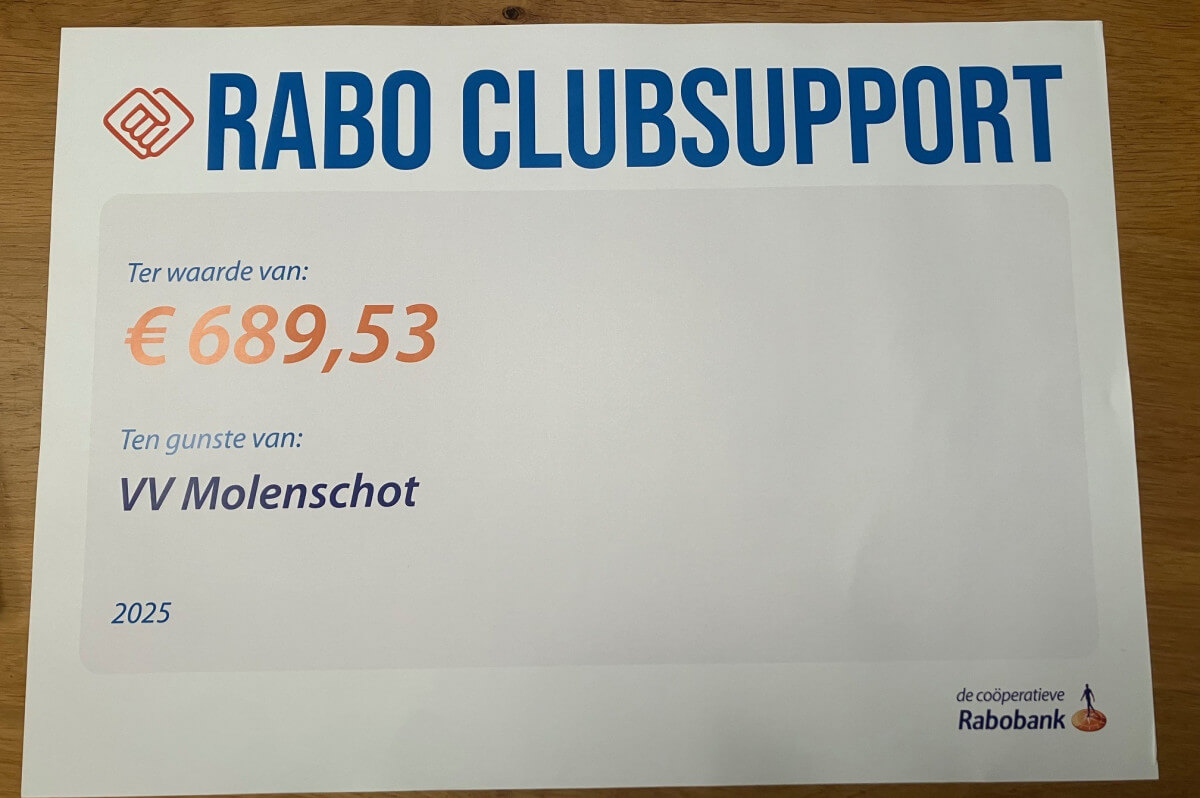 RABO CLUBSUPPORT
Ter waarde van:
€ 689,53
Ten gunste van:
VV Molenschot
2025
de coöperatieve
Rabobank